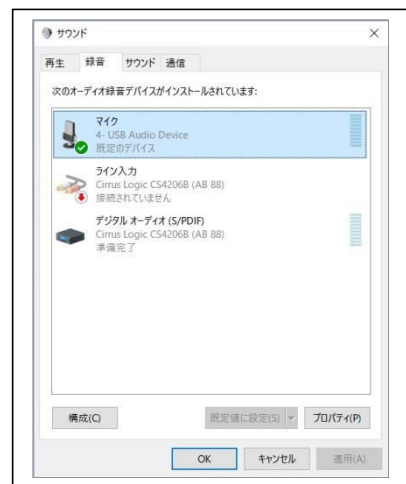 サウンド
再生 録音 サウンド 通信
次のオーディオ録音デバイスがインストールされています:
マイク
4- USB Audio Device
既定のデバイス
ライン入力
Cirrus Logic CS4206B (AB 88)
接続されていません
デジタル オーディオ (S/PDIF)
Cirrus Logic CS4206B (AB 88)
準備完了
構成(C) 既定値に設定(S) プロパティ(P)
OK キャンセル 適用(A)